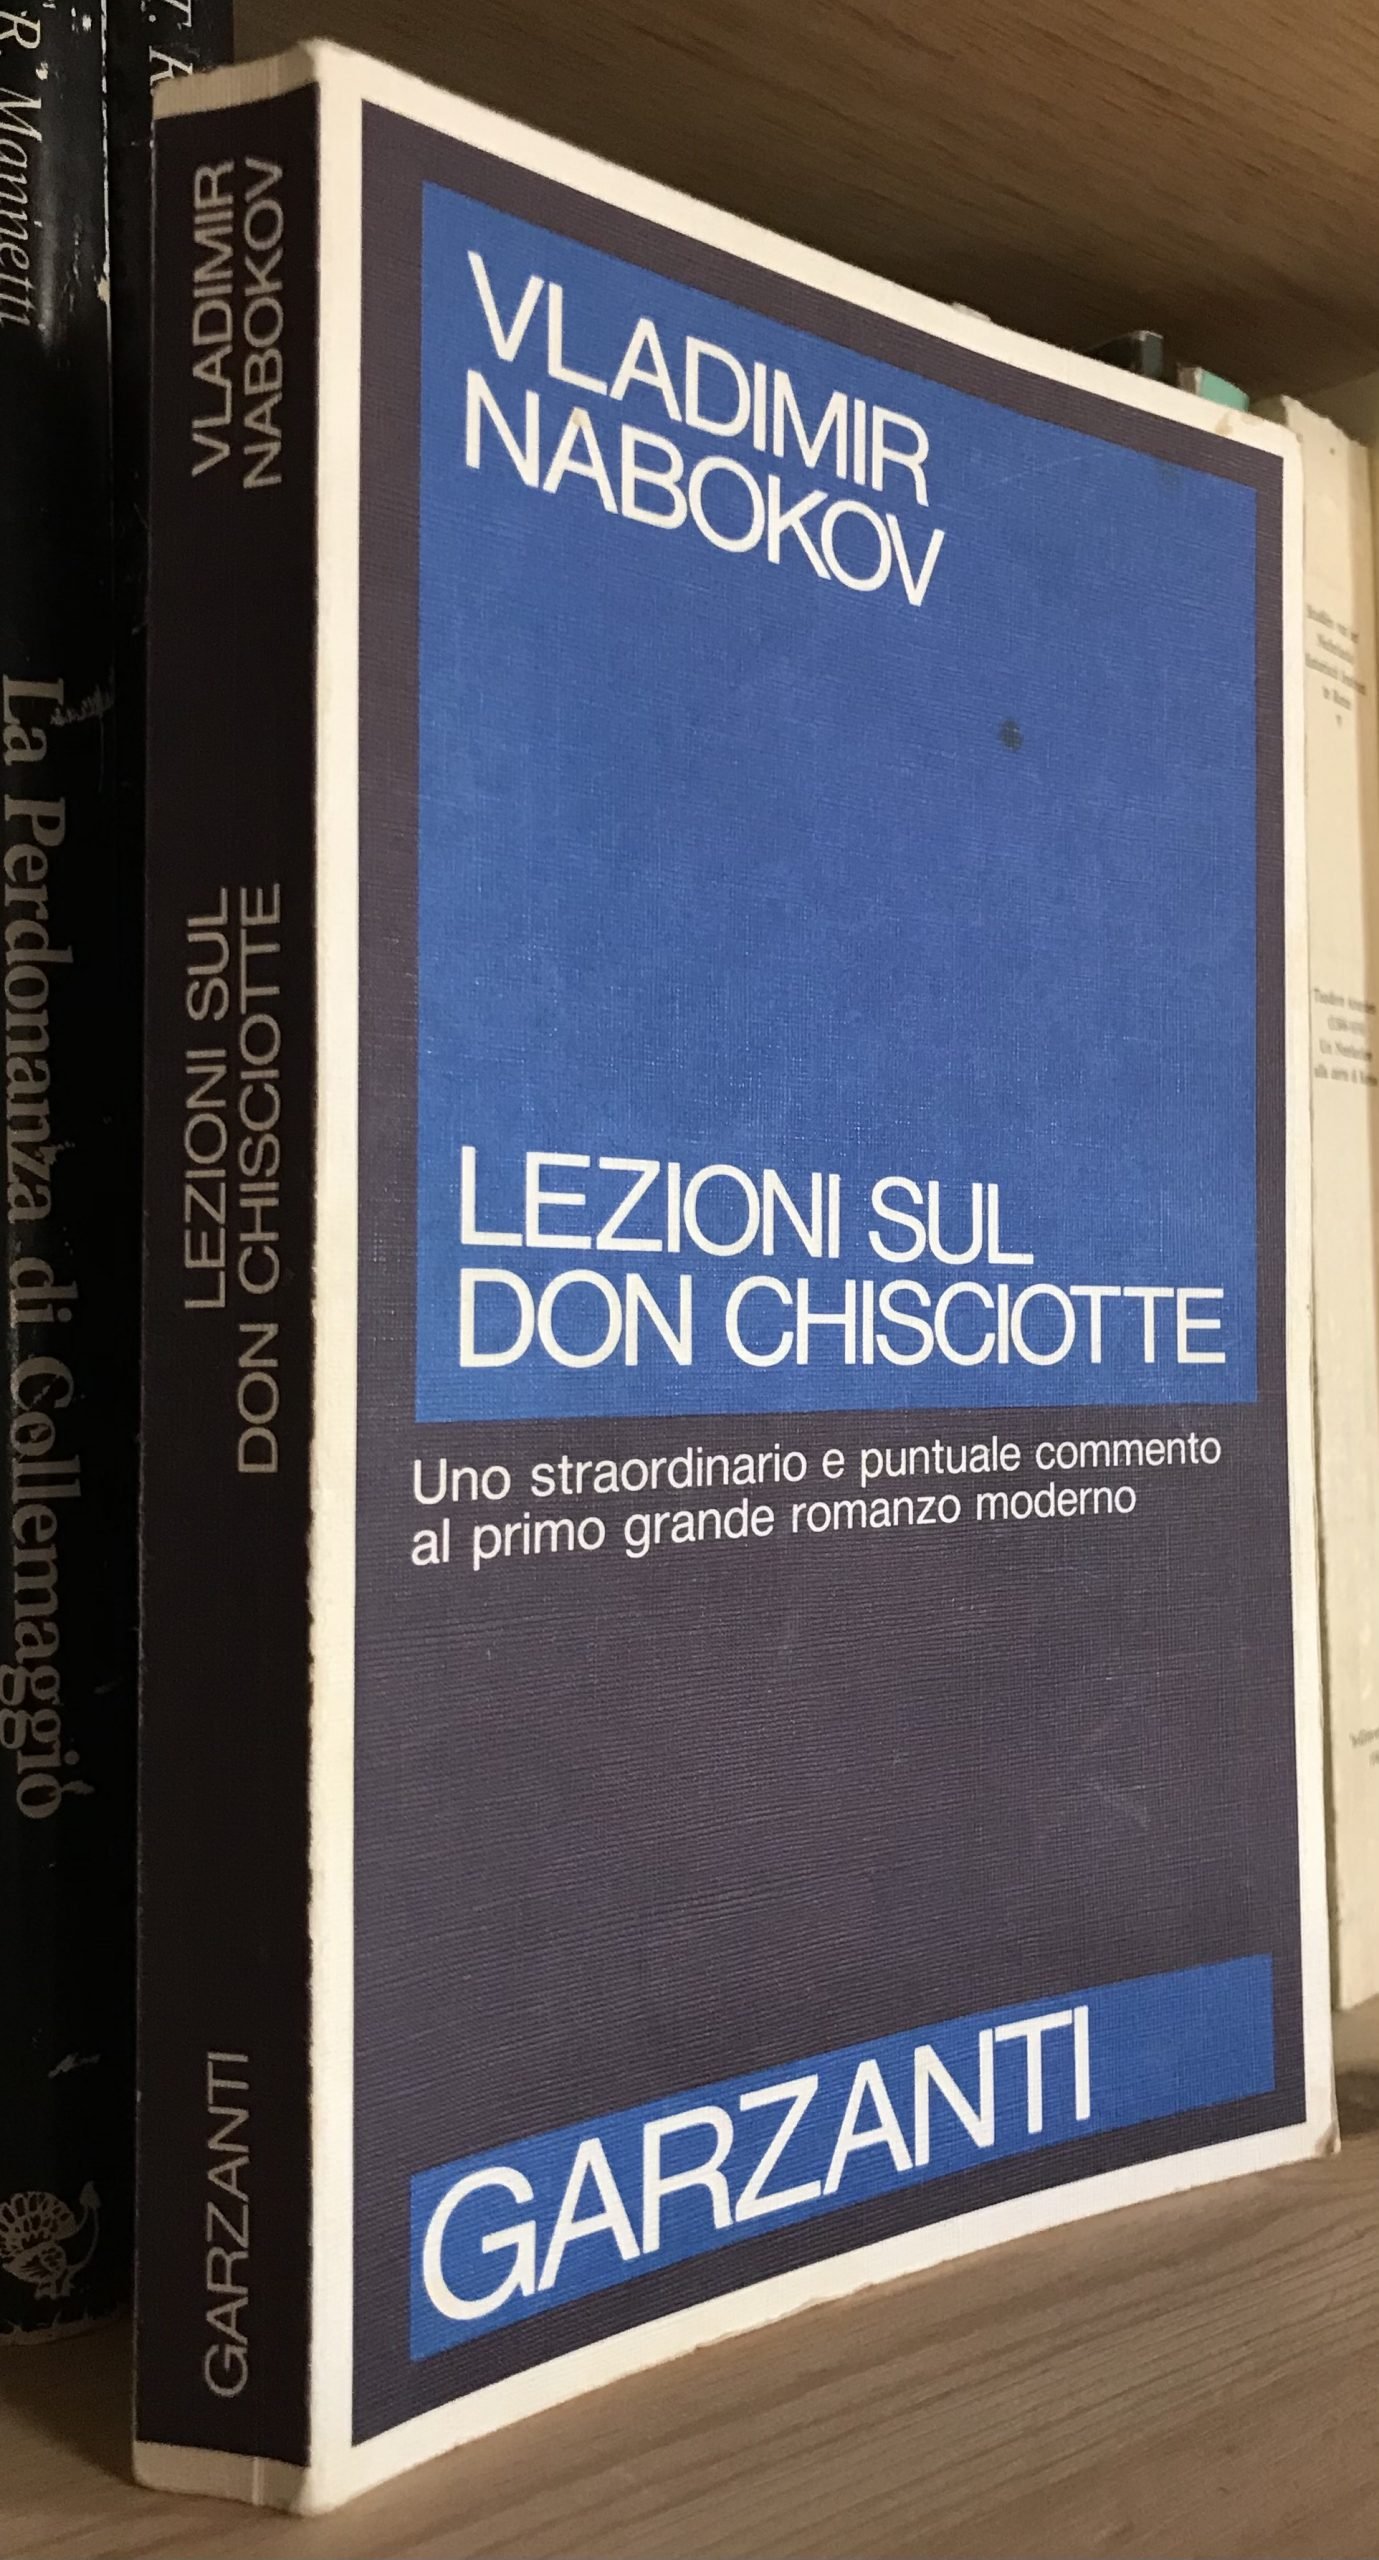 R. Mannetti
La Perdonanza di Collemaggio
VLADIMIR
NABOKOV
LEZIONI SUL
DON CHISCIOTTE
GARZANTI
VLADIMIR
NABOKOV
LEZIONI SUL
DON CHISCIOTTE
Uno straordinario e puntuale commento
al primo grande romanzo moderno
GARZANTI